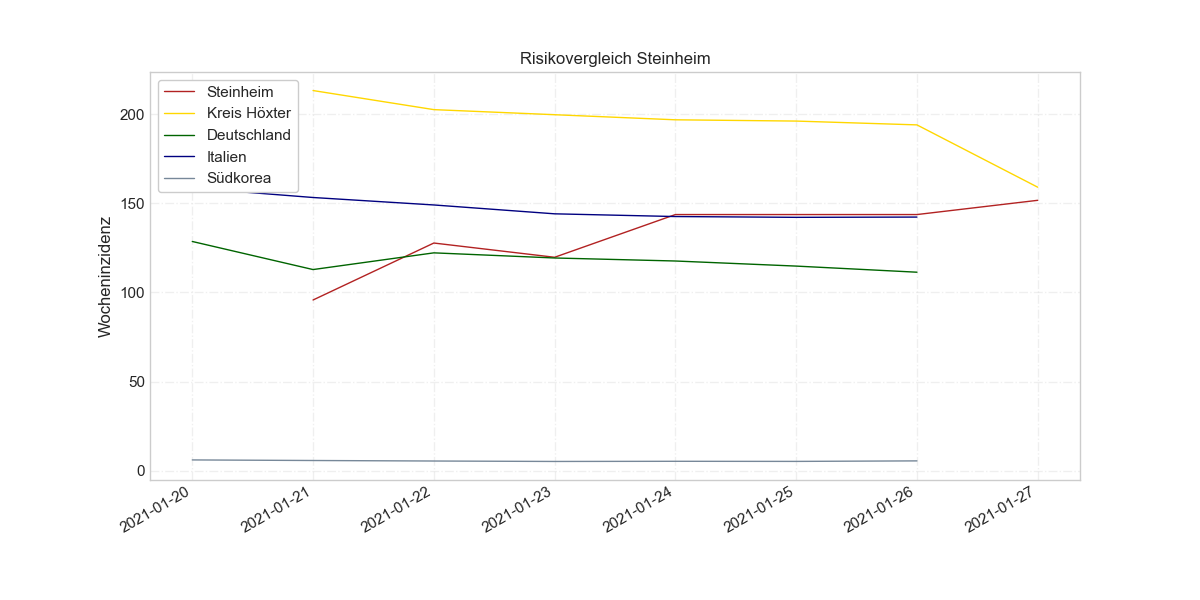 Risikovergleich Steinheim
Steinheim
Kreis Höxter
Deutschland
Italien
Südkorea
Wocheninzidenz
200
150
100
50
0
2021-01-20
2021-01-21
2021-01-22
2021-01-23
2021-01-24
2021-01-25
2021-01-26
2021-01-27